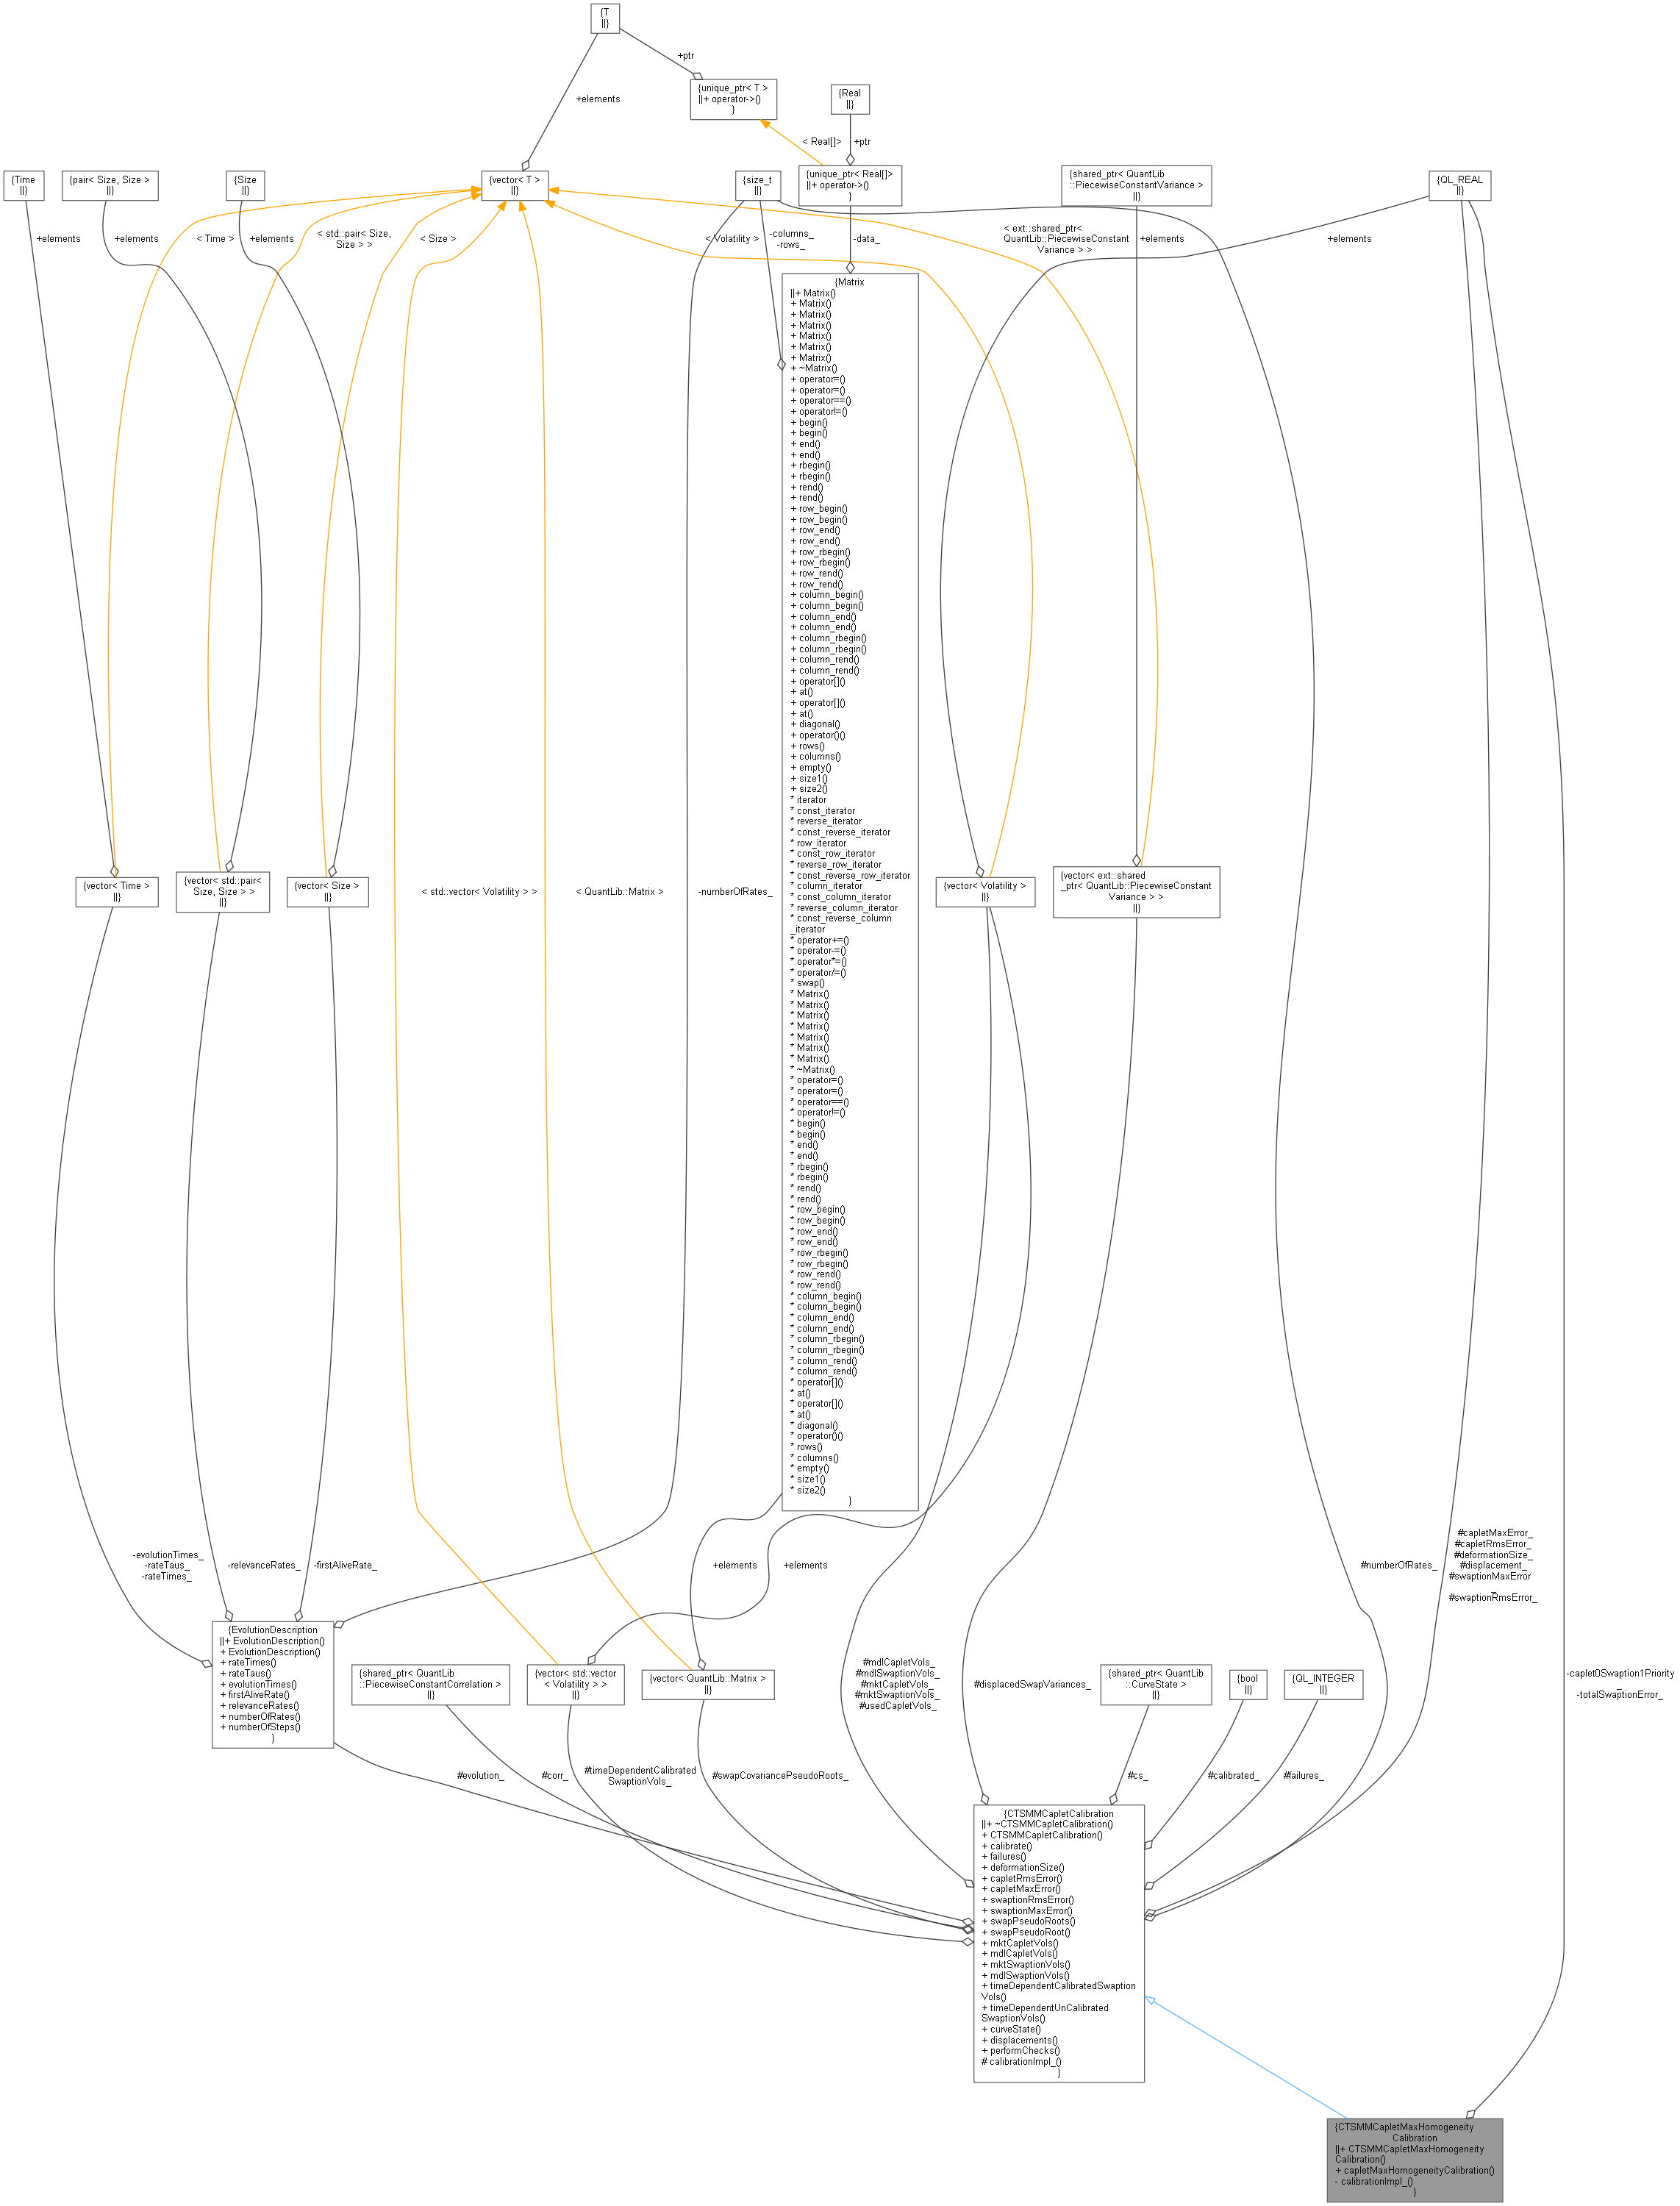 {T
||}
+ptr
{unique_ptr< T >
||+ operator->()
}
{Real
||}
+elements
< Real[]>
+ptr
{Time
||}
{pair< Size, Size >
||}
{Size
||}
{vector< T >
||}
{size_t
||}
{unique_ptr< Real[]>
||+ operator->()
}
{shared_ptr< QuantLib
::PiecewiseConstantVariance >
||}
{QL_REAL
||}
+elements
+elements
< Time >
+elements
< std::pair< Size,
Size > >
< Size >
< Volatility >
-columns_
-rows_
-data_
< ext::shared_ptr<
QuantLib::PiecewiseConstant
Variance > >
+elements
+elements
{Matrix
||+ Matrix()
+ Matrix()
+ Matrix()
+ Matrix()
+ Matrix()
+ Matrix()
+ Matrix()
+ ~Matrix()
+ operator=()
+ operator=()
+ operator==()
+ operator!=()
+ begin()
+ begin()
+ end()
+ end()
+ rbegin()
+ rbegin()
+ rend()
+ rend()
+ row_begin()
+ row_begin()
+ row_end()
+ row_end()
+ row_rbegin()
+ row_rbegin()
+ row_rend()
+ row_rend()
+ column_begin()
+ column_begin()
+ column_end()
+ column_end()
+ column_rbegin()
+ column_rbegin()
+ column_rend()
+ column_rend()
+ operator[]()
+ at()
+ operator[]()
+ at()
+ diagonal()
+ operator()()
+ rows()
+ columns()
+ empty()
+ size1()
+ size2()
* iterator
* const_iterator
* reverse_iterator
* const_reverse_iterator
* row_iterator
* const_row_iterator
* reverse_row_iterator
* const_reverse_row_iterator
* column_iterator
* const_column_iterator
* reverse_column_iterator
* const_reverse_column
_iterator
* operator+=()
* operator-=()
* operator*=()
* operator/=()
* swap()
* Matrix()
* Matrix()
* Matrix()
* Matrix()
* Matrix()
* Matrix()
* Matrix()
* ~Matrix()
* operator=()
* operator=()
* operator==()
* operator!=()
* begin()
* begin()
* end()
* end()
* rbegin()
* rbegin()
* rend()
* rend()
* row_begin()
* row_begin()
* row_end()
* row_end()
* row_rbegin()
* row_rbegin()
* row_rend()
* row_rend()
* column_begin()
* column_begin()
* column_end()
* column_end()
* column_rbegin()
* column_rbegin()
* column_rend()
* column_rend()
* operator[]()
* at()
* operator[]()
* at()
* diagonal()
* operator()()
* rows()
* columns()
* empty()
* size1()
* size2()
}
{vector< Time >
||}
{vector< std::pair<
Size, Size > >
||}
{vector< Size >
||}
< std::vector< Volatility > >
< QuantLib::Matrix >
-numberOfRates_
{vector< Volatility >
||}
{vector< ext::shared
_ptr< QuantLib::PiecewiseConstant
Variance > >
||}
-evolutionTimes_
-rateTaus_
-rateTimes_
-relevanceRates_
-firstAliveRate_
+elements
+elements
#numberOfRates_
#capletMaxError_
#capletRmsError_
#deformationSize_
#displacement_
#swaptionMaxError
_
#swaptionRmsError_
{EvolutionDescription
||+ EvolutionDescription()
+ EvolutionDescription()
+ rateTimes()
+ rateTaus()
+ evolutionTimes()
+ firstAliveRate()
+ relevanceRates()
+ numberOfRates()
+ numberOfSteps()
}
{shared_ptr< QuantLib
::PiecewiseConstantCorrelation >
||}
{vector< std::vector
< Volatility > >
||}
{vector< QuantLib::Matrix >
||}
#mdlCapletVols_
#mdlSwaptionVols_
#mktCapletVols_
#mktSwaptionVols_
#usedCapletVols_
#displacedSwapVariances_
{shared_ptr< QuantLib
::CurveState >
||}
{bool
||}
{QL_INTEGER
||}
-caplet0Swaption1Priority
_
-totalSwaptionError_
#evolution_
#corr_
#timeDependentCalibrated
SwaptionVols_
#swapCovariancePseudoRoots_
#cs_
#calibrated_
#failures_
{CTSMMCapletCalibration
||+ ~CTSMMCapletCalibration()
+ CTSMMCapletCalibration()
+ calibrate()
+ failures()
+ deformationSize()
+ capletRmsError()
+ capletMaxError()
+ swaptionRmsError()
+ swaptionMaxError()
+ swapPseudoRoots()
+ swapPseudoRoot()
+ mktCapletVols()
+ mdlCapletVols()
+ mktSwaptionVols()
+ mdlSwaptionVols()
+ timeDependentCalibratedSwaption
Vols()
+ timeDependentUnCalibrated
SwaptionVols()
+ curveState()
+ displacements()
+ performChecks()
# calibrationImpl_()
}
{CTSMMCapletMaxHomogeneity
Calibration
||+ CTSMMCapletMaxHomogeneity
Calibration()
+ capletMaxHomogeneityCalibration()
- calibrationImpl_()
}